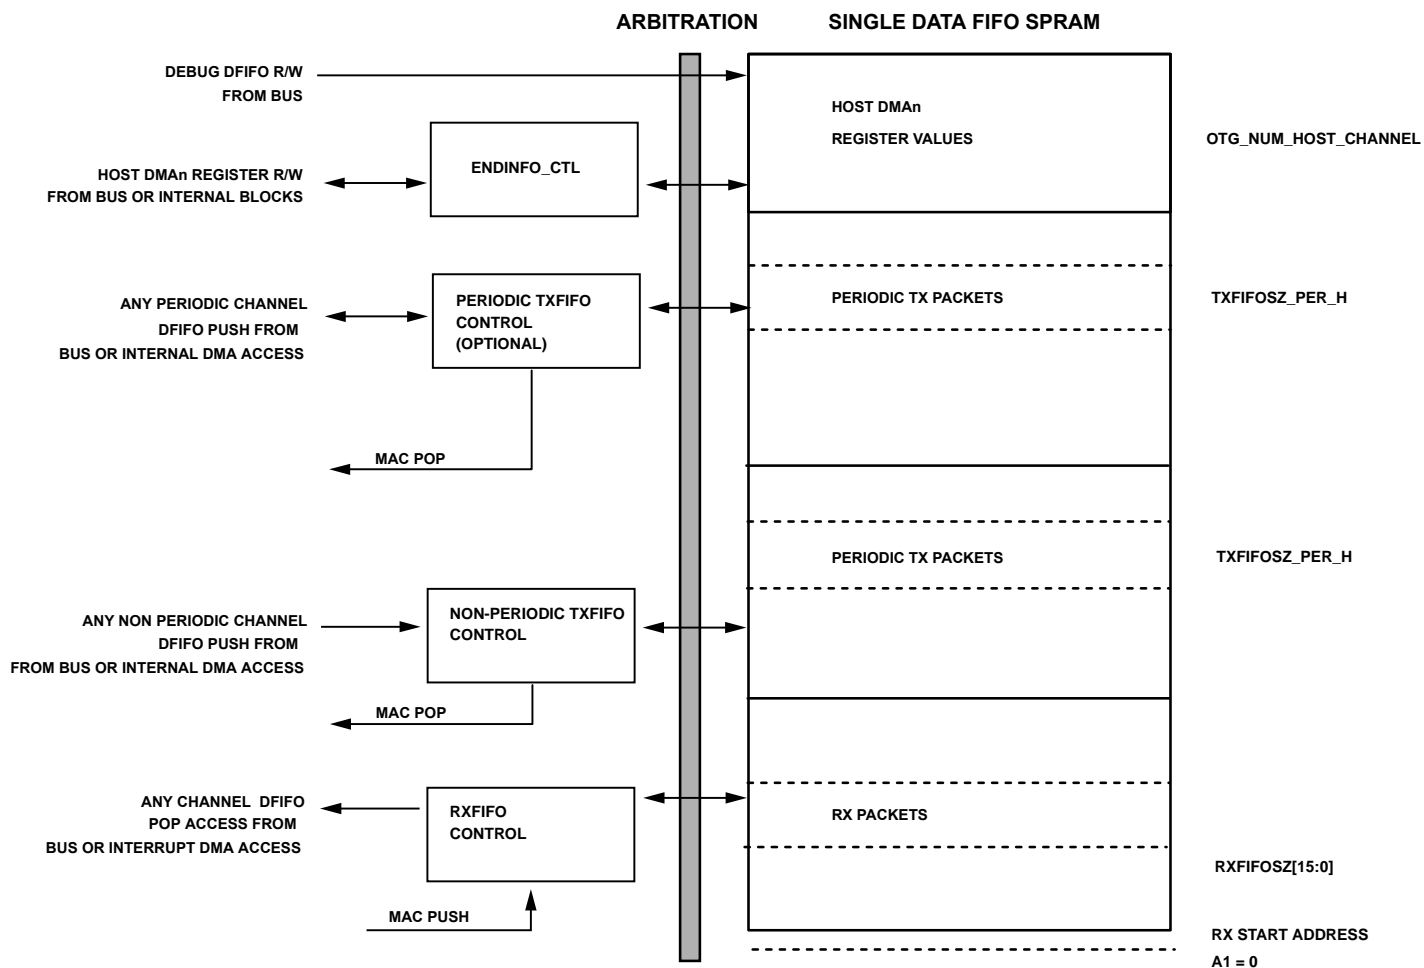 ARBITRATION
SINGLE DATA FIFO SPRAM
DEBUG DFIFO R/W
FROM BUS
HOST DMAn
REGISTER VALUES
OTG_NUM_HOST_CHANNEL
HOST DMAn REGISTER R/W
FROM BUS OR INTERNAL BLOCKS
ENDINFO_CTL
ANY PERIODIC CHANNEL
DFIFO PUSH FROM
BUS OR INTERNAL DMA ACCESS
PERIODIC TXFIFO
CONTROL
(OPTIONAL)
PERIODIC TX PACKETS
TXFIFOSZ_PER_H
MAC POP
PERIODIC TX PACKETS
TXFIFOSZ_PER_H
ANY NON PERIODIC CHANNEL
DFIFO PUSH FROM
FROM BUS OR INTERNAL DMA ACCESS
NON-PERIODIC TXFIFO
CONTROL
MAC POP
ANY CHANNEL DFIFO
POP ACCESS FROM
BUS OR INTERRUPT DMA ACCESS
RXFIFO
CONTROL
RX PACKETS
RXFIFOSZ[15:0]
MAC PUSH
RX START ADDRESS
A1 = 0